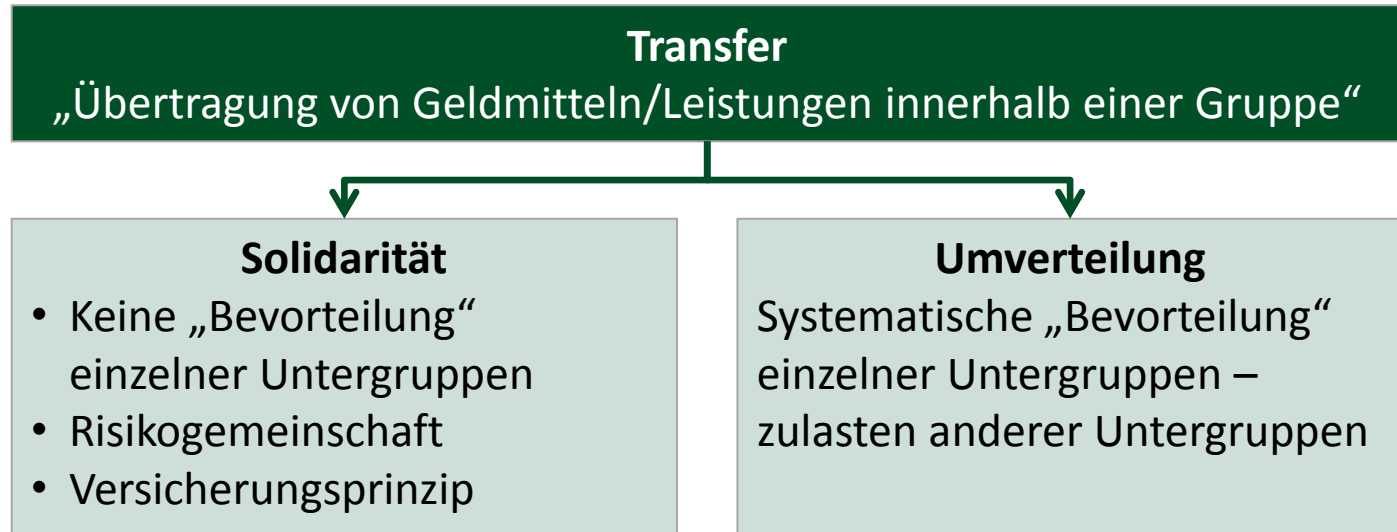 Transfer
„Übertragung von Geldmitteln/Leistungen innerhalb einer Gruppe“
Solidarität
• Keine „Bevorteilung“
einzelner Untergruppen
• Risikogemeinschaft
• Versicherungsprinzip
Umverteilung
Systematische „Bevorteilung“
einzelner Untergruppen –
zulasten anderer Untergruppen